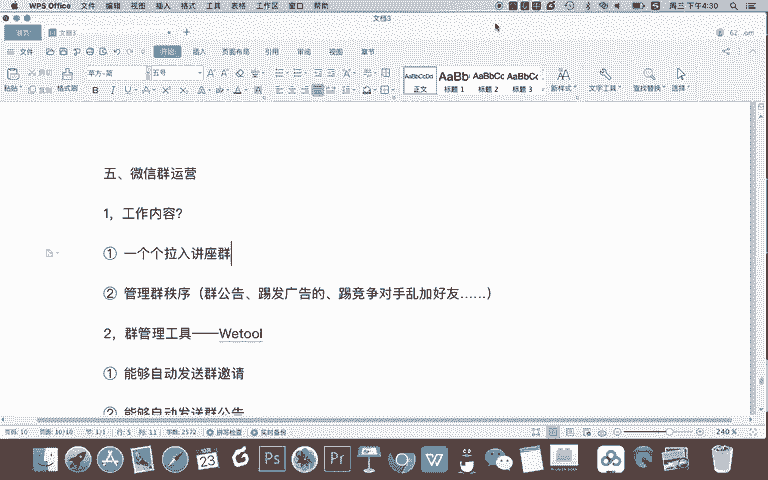 WPS Office 文件 编辑 视图 插入 格式 工具 表格 工作区 窗口 帮助 周三 下午4:30
文档3
首页 文档3
文件 开始 插入 页面布局 引用 审阅 视图 章节
粘贴 剪切 复制 格式刷 五号 正文 标题 1 标题 2 标题 3 新样式 文字工具 查找替换 选择
五、微信群运营
1，工作内容？
① 一个个拉入讲座群
② 管理群秩序（群公告、踢发广告的、踢竞争对手乱加好友……）
2，群管理工具——Wetool
① 能够自动发送群邀请
② 能够自动发送群公告
页码: 10 页面: 10/10 节: 1/1 行: 5 列: 11 字数: 2572 拼写检查 实时备份 240 %